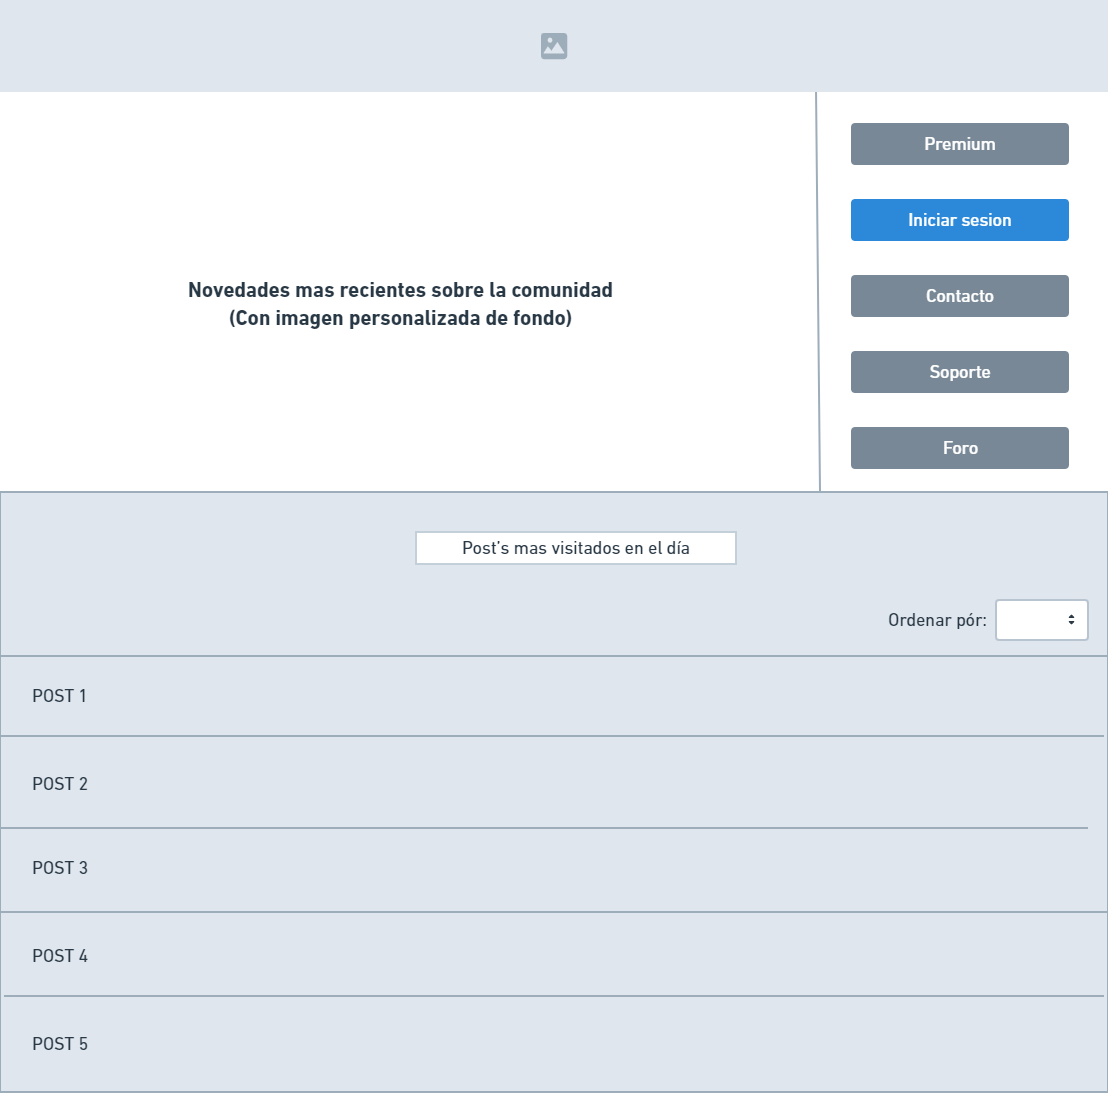 Premium
Iniciar sesion
Novedades mas recientes sobre la comunidad
(Con imagen personalizada de fondo)
Contacto
Soporte
Foro
Post's mas visitados en el día
Ordenar pór:
POST 1
POST 2
POST 3
POST 4
POST 5